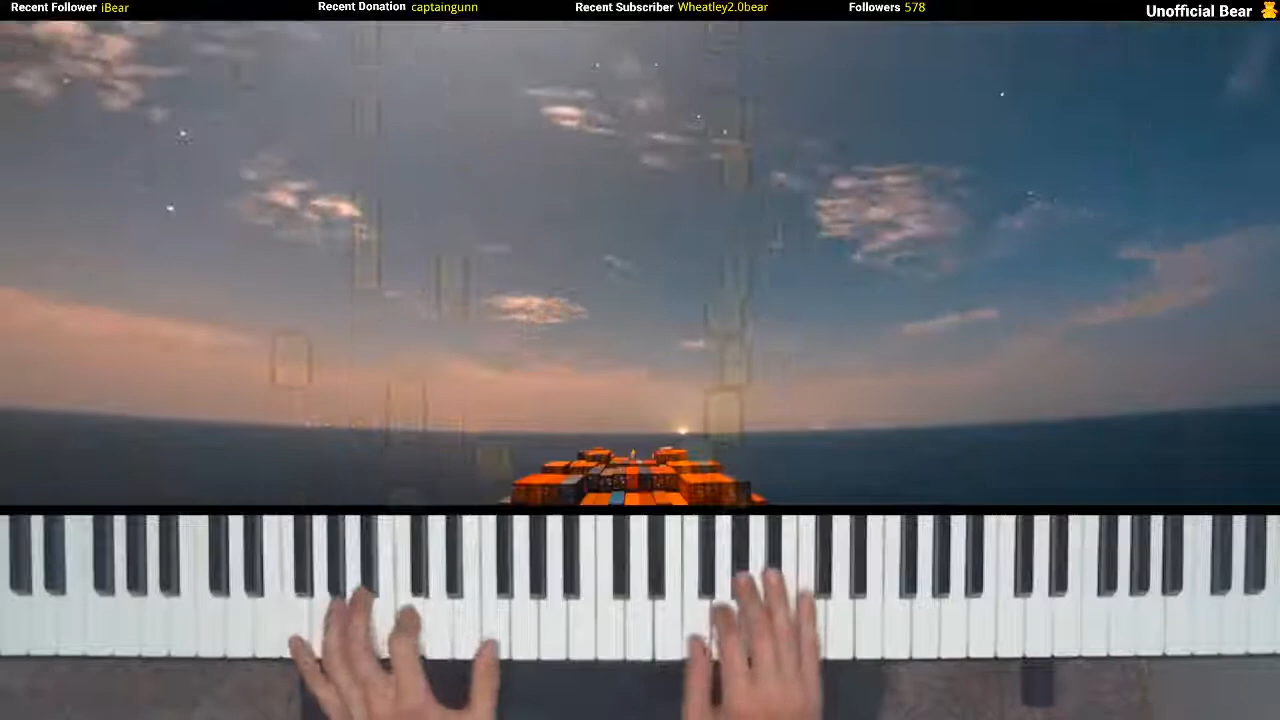 Recent Follower iBear
Recent Donation captaingunn
Recent Subscriber Wheatley2.0bear
Followers 578
Unofficial Bear